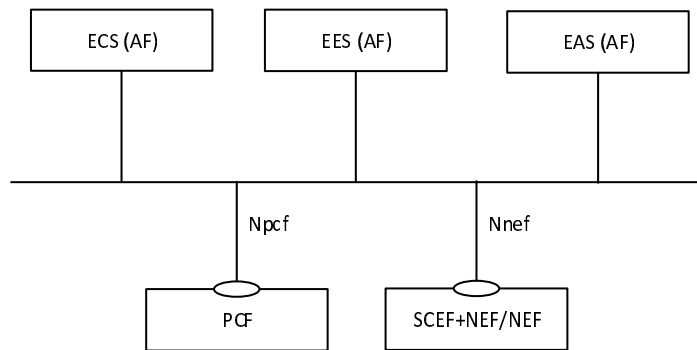 ECS (AF)
EES (AF)
EAS (AF)
Npcf
Nnef
PCF
SCEF+NEF/NEF